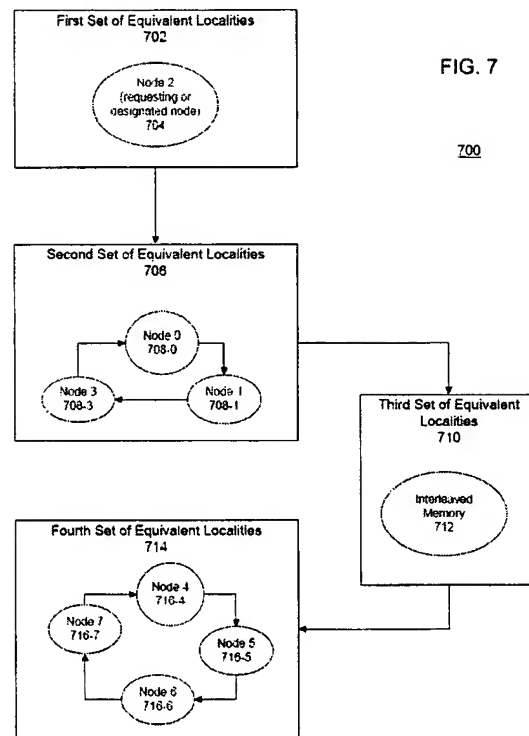 First Set of Equivalent Localities
702
Node 2
(requesting or
designated node)
704
FIG. 7
700
Second Set of Equivalent Localities
706
Node 0
708-0
Node 3
708-3
Node 1
708-1
Third Set of Equivalent
Localities
710
Interleaved
Memory
712
Fourth Set of Equivalent Localities
714
Node 4
716-4
Node 7
716-7
Node 5
716-5
Node 6
716-6